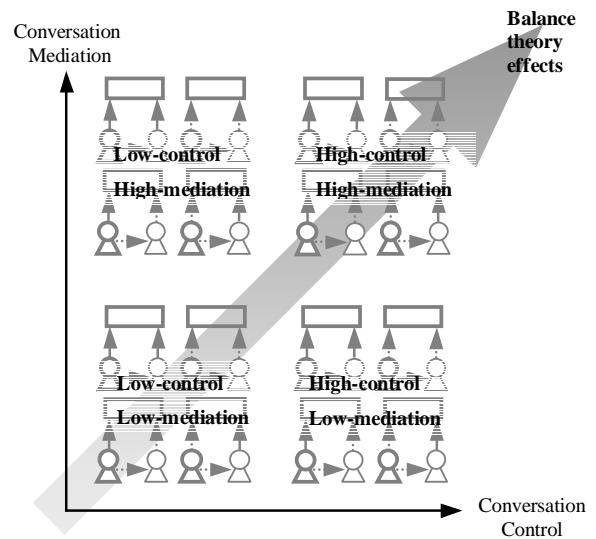 Conversation
Mediation
Balance
theory
effects
Low-control
High-mediation
High-control
High-mediation
Low-control
Low-mediation
High-control
Low-mediation
Conversation
Control